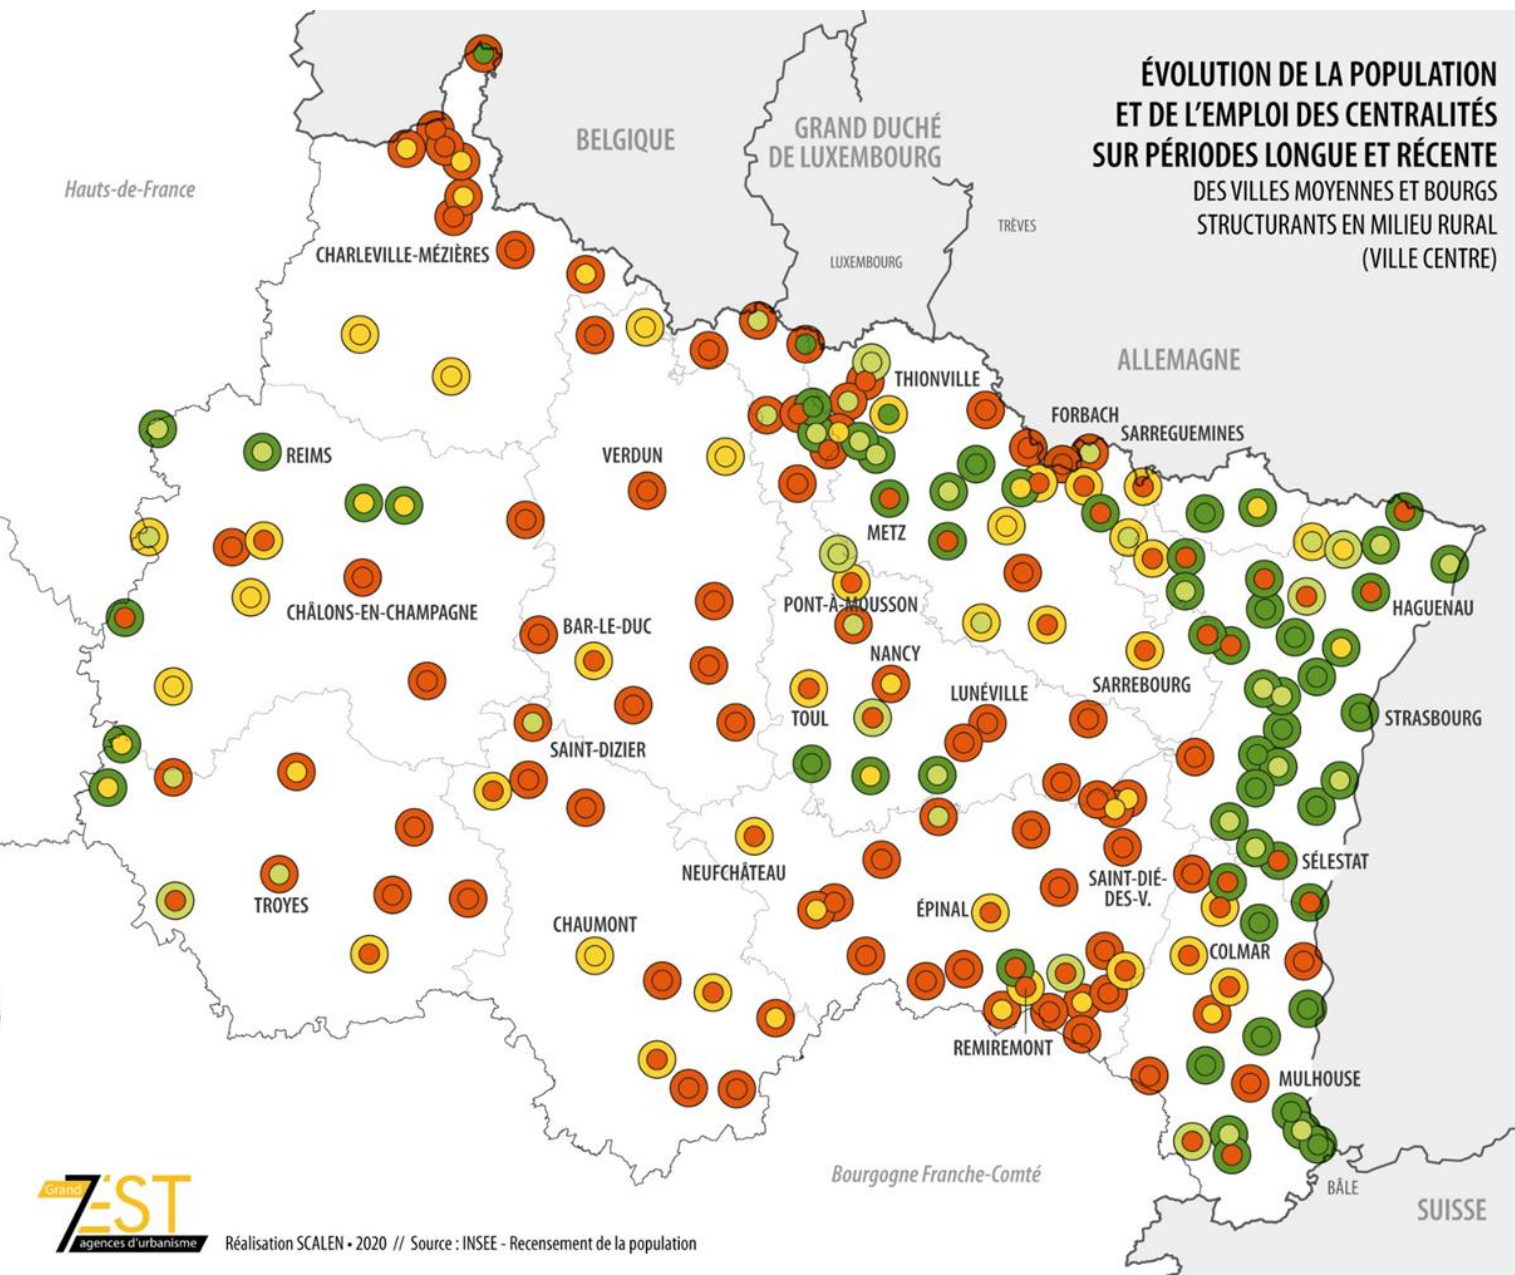 ÉVOLUTION DE LA POPULATION
ET DE L'EMPLOI DES CENTRALITÉS
SUR PÉRIODES LONGUE ET RÉCENTE
DES VILLES MOYENNES ET BOURGS
STRUCTURANTS EN MILIEU RURAL
(VILLE CENTRE)
BELGIQUE
GRAND DUCHÉ
DE LUXEMBOURG
Hauts-de-France
TRÈVES
CHARLEVILLE-MÉZIÈRES
LUXEMBOURG
ALLEMAGNE
THIONVILLE
FORBACH
SARREGUEMINES
REIMS
VERDUN
METZ
CHÂLONS-EN-CHAMPAGNE
PONT-À-MOUSSON
HAGUENAU
BAR-LE-DUC
NANCY
SARREBOURG
LUNÉVILLE
TOUL
STRASBOURG
SAINT-DIZIER
SÉLESTAT
NEUFCHÂTEAU
SAINT-DIÉ-
DES-V.
TROYES
ÉPINAL
CHAUMONT
COLMAR
REMIREMONT
MULHOUSE
Bourgogne Franche-Comté
BÂLE
SUISSE
Grand
7EST
agences d'urbanisme
Réalisation SCALEN • 2020 // Source : INSEE - Recensement de la population